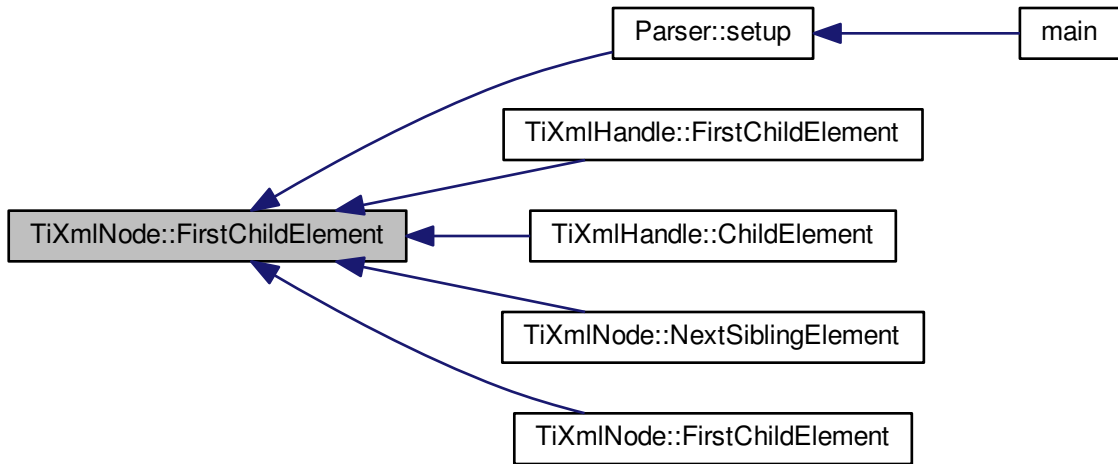 Parser::setup
main
TiXmlHandle::FirstChildElement
TiXmlNode::FirstChildElement
TiXmlHandle::ChildElement
TiXmlNode::NextSiblingElement
TiXmlNode::FirstChildElement